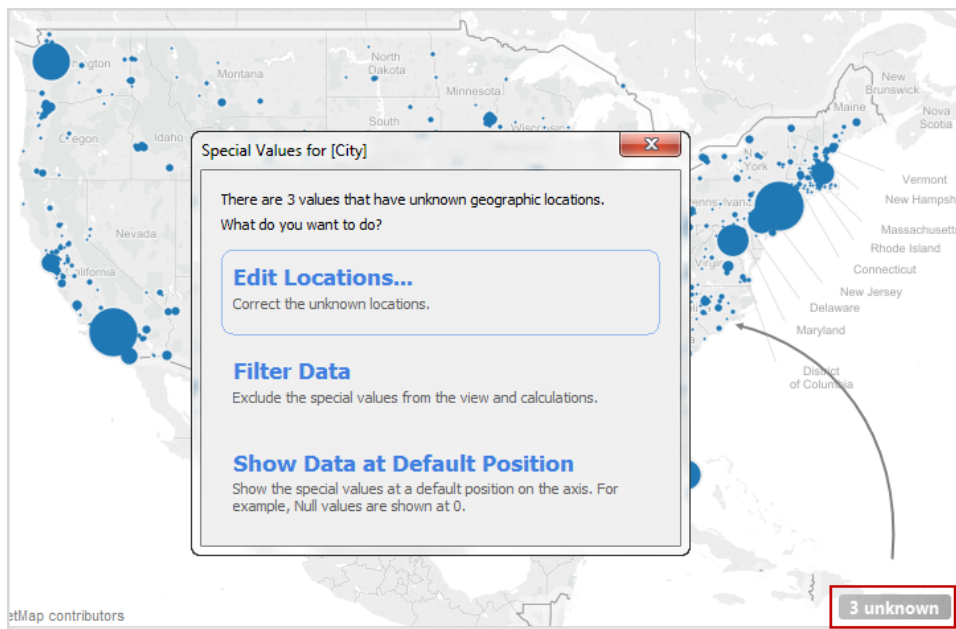 North
Dakota
Montana
Minnesota
New
Brunswick
Maine
Nova
Scotia
South
Idaho
Wisconsin
Special Values for [City]
x
York
There are 3 values that have unknown geographic locations.
What do you want to do?
Vermont
New Hampsh
Massachusett
Rhode Island
Connecticut
New Jersey
Delaware
Maryland
District
of Columbia
Nevada
Edit Locations...
Correct the unknown locations.
Filter Data
Exclude the special values from the view and calculations.
Show Data at Default Position
Show the special values at a default position on the axis. For
example, Null values are shown at 0.
etMap contributors
3 unknown